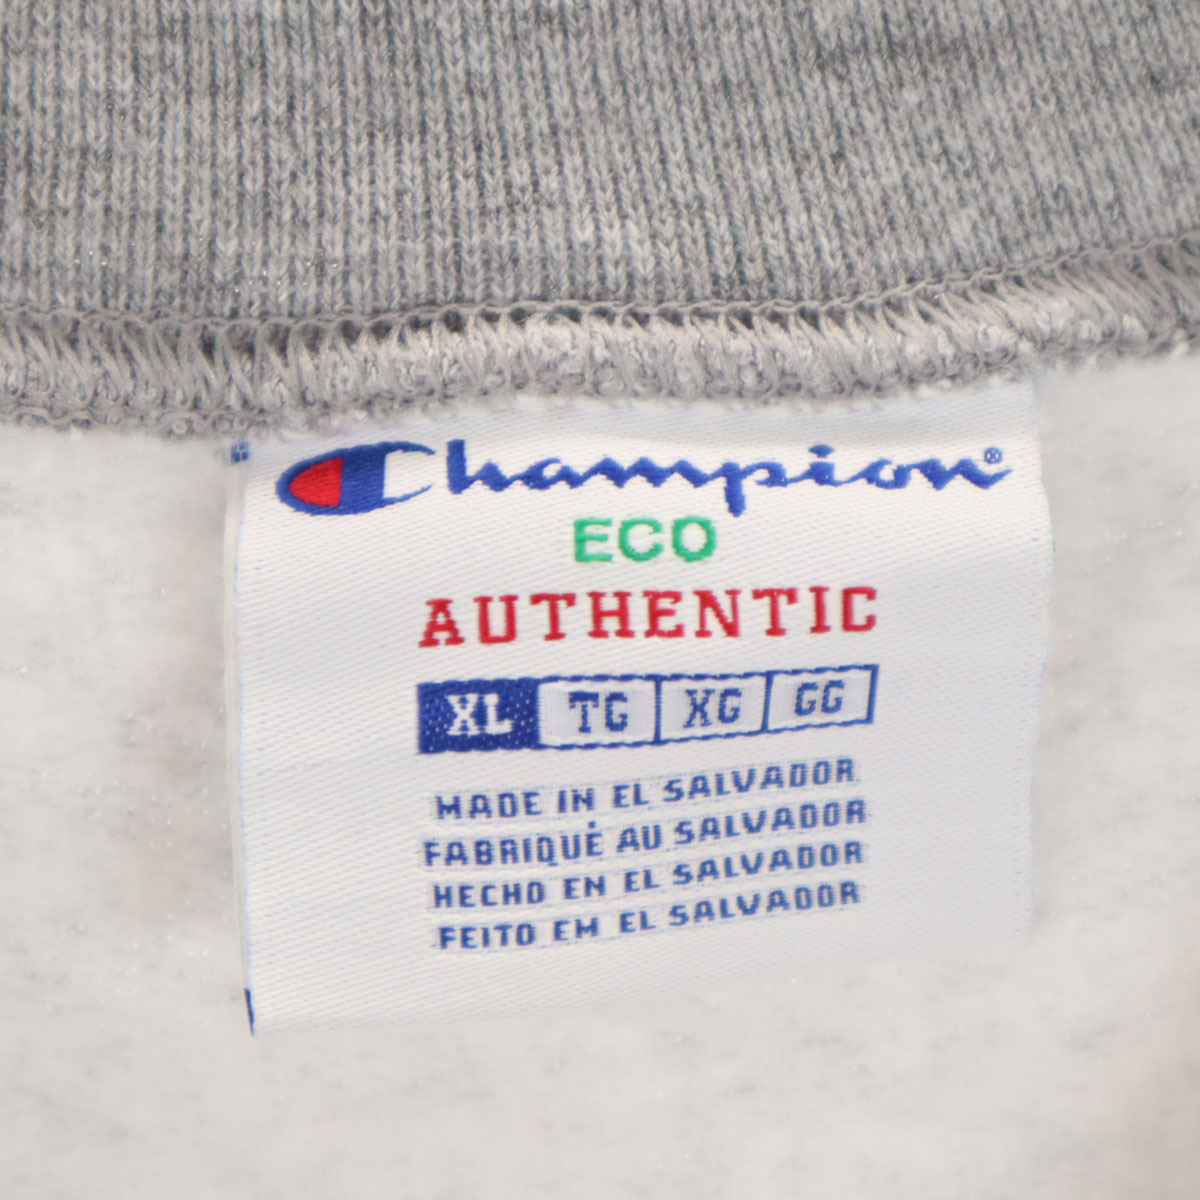 Champion®
ECO
AUTHENTIC
XL TG XG GG
MADE IN EL SALVADOR
FABRIQUÉ AU SALVADOR
HECHO EN EL SALVADOR
FEITO EM EL SALVADOR